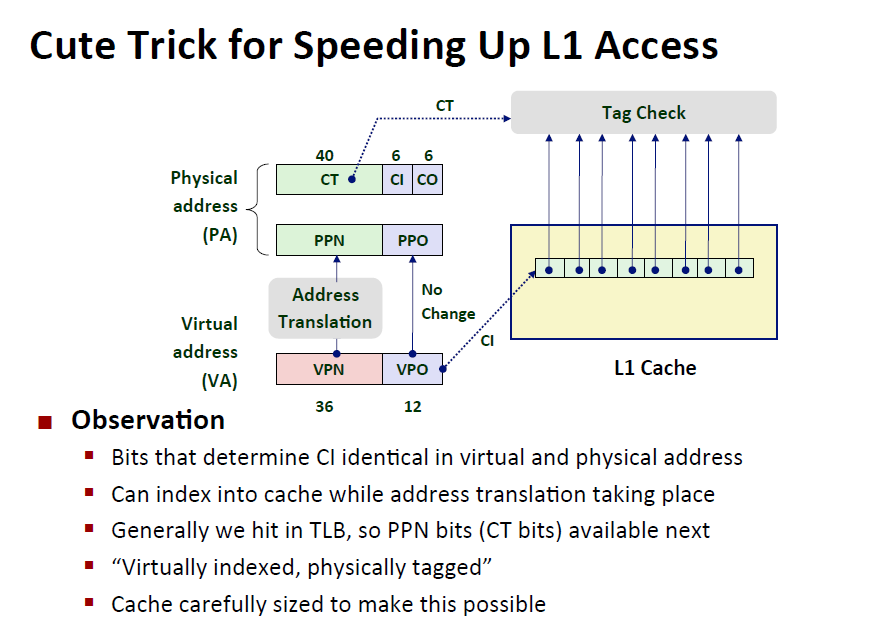 Cute Trick for Speeding Up L1 Access
CT
Tag Check
40 6 6
Physical
address
(PA)
CT CI CO
PPN PPO
Address
Translation
No
Change
Virtual
address
(VA)
CI
VPN VPO
L1 Cache
36 12
Observation
Bits that determine CI identical in virtual and physical address
Can index into cache while address translation taking place
Generally we hit in TLB, so PPN bits (CT bits) available next
“Virtually indexed, physically tagged”
Cache carefully sized to make this possible